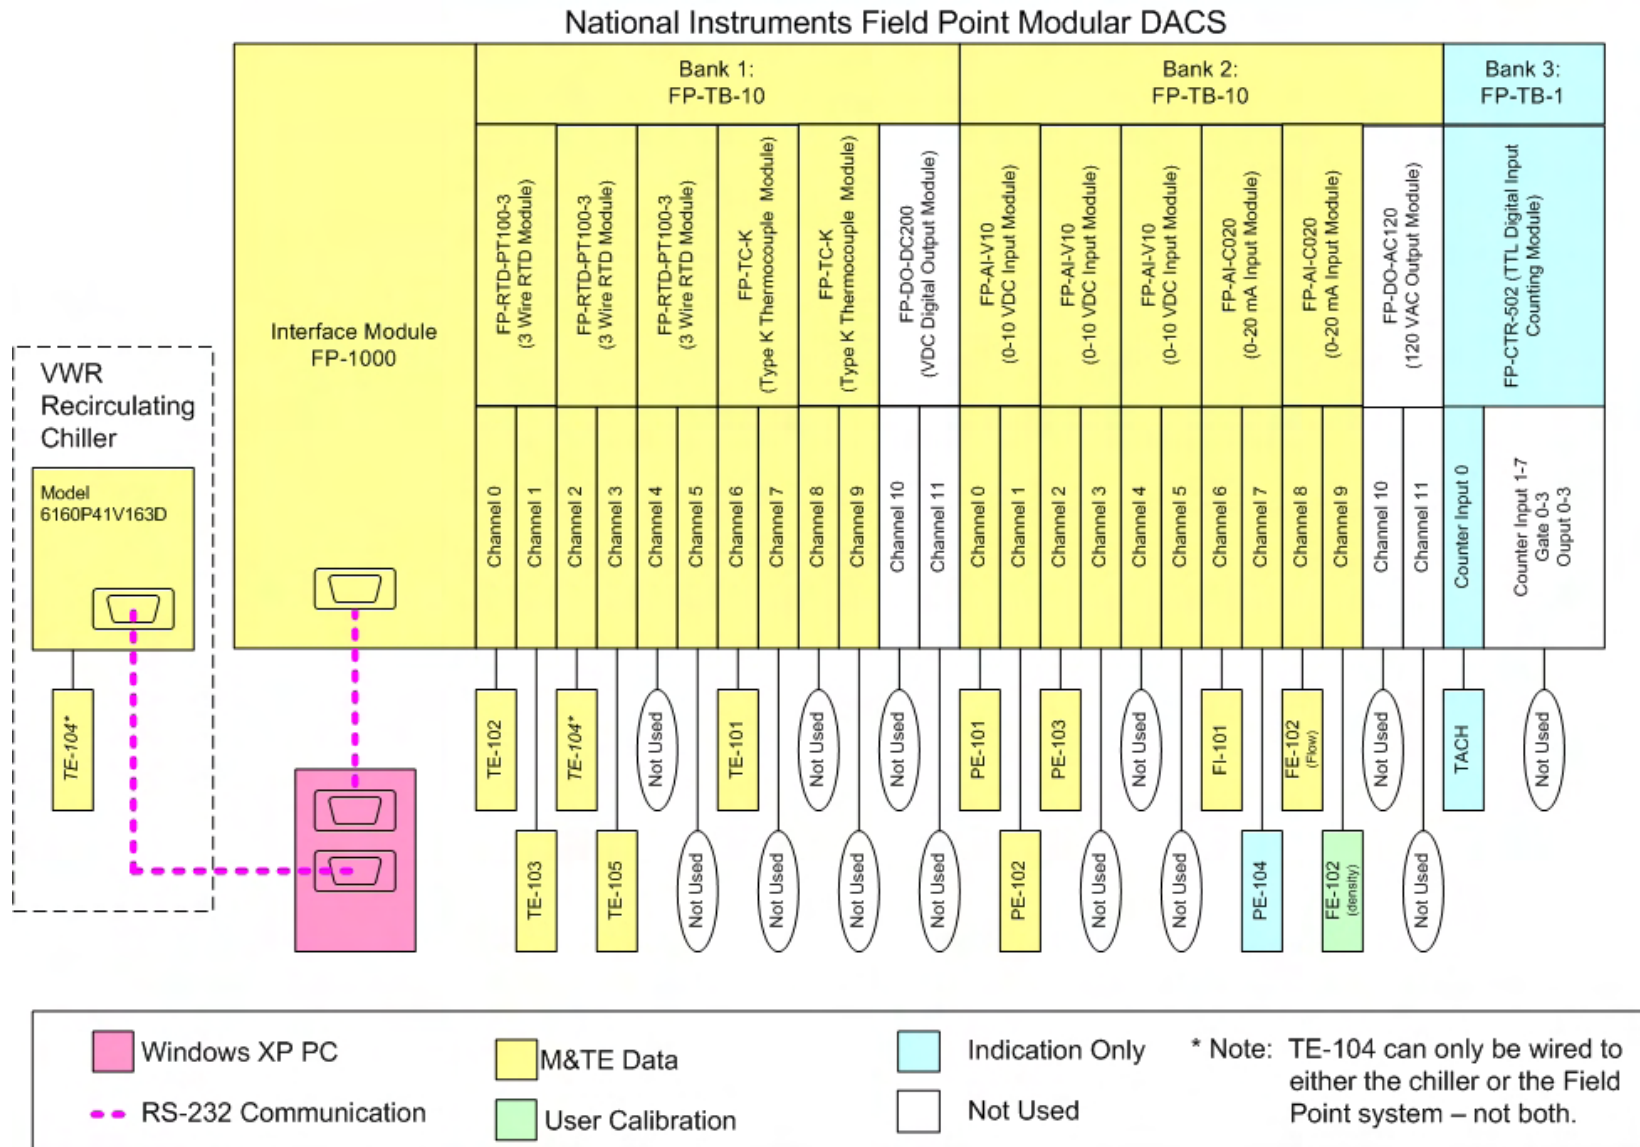 National Instruments Field Point Modular DACS
Bank 1:
FP-TB-10
Bank 2:
FP-TB-10
Bank 3:
FP-TB-1
Interface Module
FP-1000
FP-RTD-PT100-3
(3 Wire RTD Module)
FP-RTD-PT100-3
(3 Wire RTD Module)
FP-RTD-PT100-3
(3 Wire RTD Module)
FP-TC-K
(Type K Thermocouple Module)
FP-TC-K
(Type K Thermocouple Module)
FP-DO-DC200
(VDC Digital Output Module)
FP-AI-V10
(0-10 VDC Input Module)
FP-AI-V10
(0-10 VDC Input Module)
FP-AI-V10
(0-10 VDC Input Module)
FP-AI-C020
(0-20 mA Input Module)
FP-AI-C020
(0-20 mA Input Module)
FP-DO-AC120
(120 VAC Output Module)
FP-CTR-502 (TTL Digital Input
Counting Module)
VWR
Recirculating
Chiller
Model
6160P41V163D
TE-104*
Channel 0
Channel 1
Channel 2
Channel 3
Channel 4
Channel 5
Channel 6
Channel 7
Channel 8
Channel 9
Channel 10
Channel 11
Channel 0
Channel 1
Channel 2
Channel 3
Channel 4
Channel 5
Channel 6
Channel 7
Channel 8
Channel 9
Channel 10
Channel 11
Counter Input 0
Counter Input 1-7
Gate 0-3
Ouput 0-3
TE-102
TE-104*
Not Used
TE-101
Not Used
Not Used
PE-101
PE-103
Not Used
FI-101
FE-102
(Flow)
Not Used
TACH
Not Used
TE-103
TE-105
Not Used
Not Used
Not Used
Not Used
PE-102
Not Used
Not Used
PE-104
FE-102
(density)
Not Used
Windows XP PC
RS-232 Communication
M&TE Data
User Calibration
Indication Only
Not Used
* Note: TE-104 can only be wired to
either the chiller or the Field
Point system – not both.